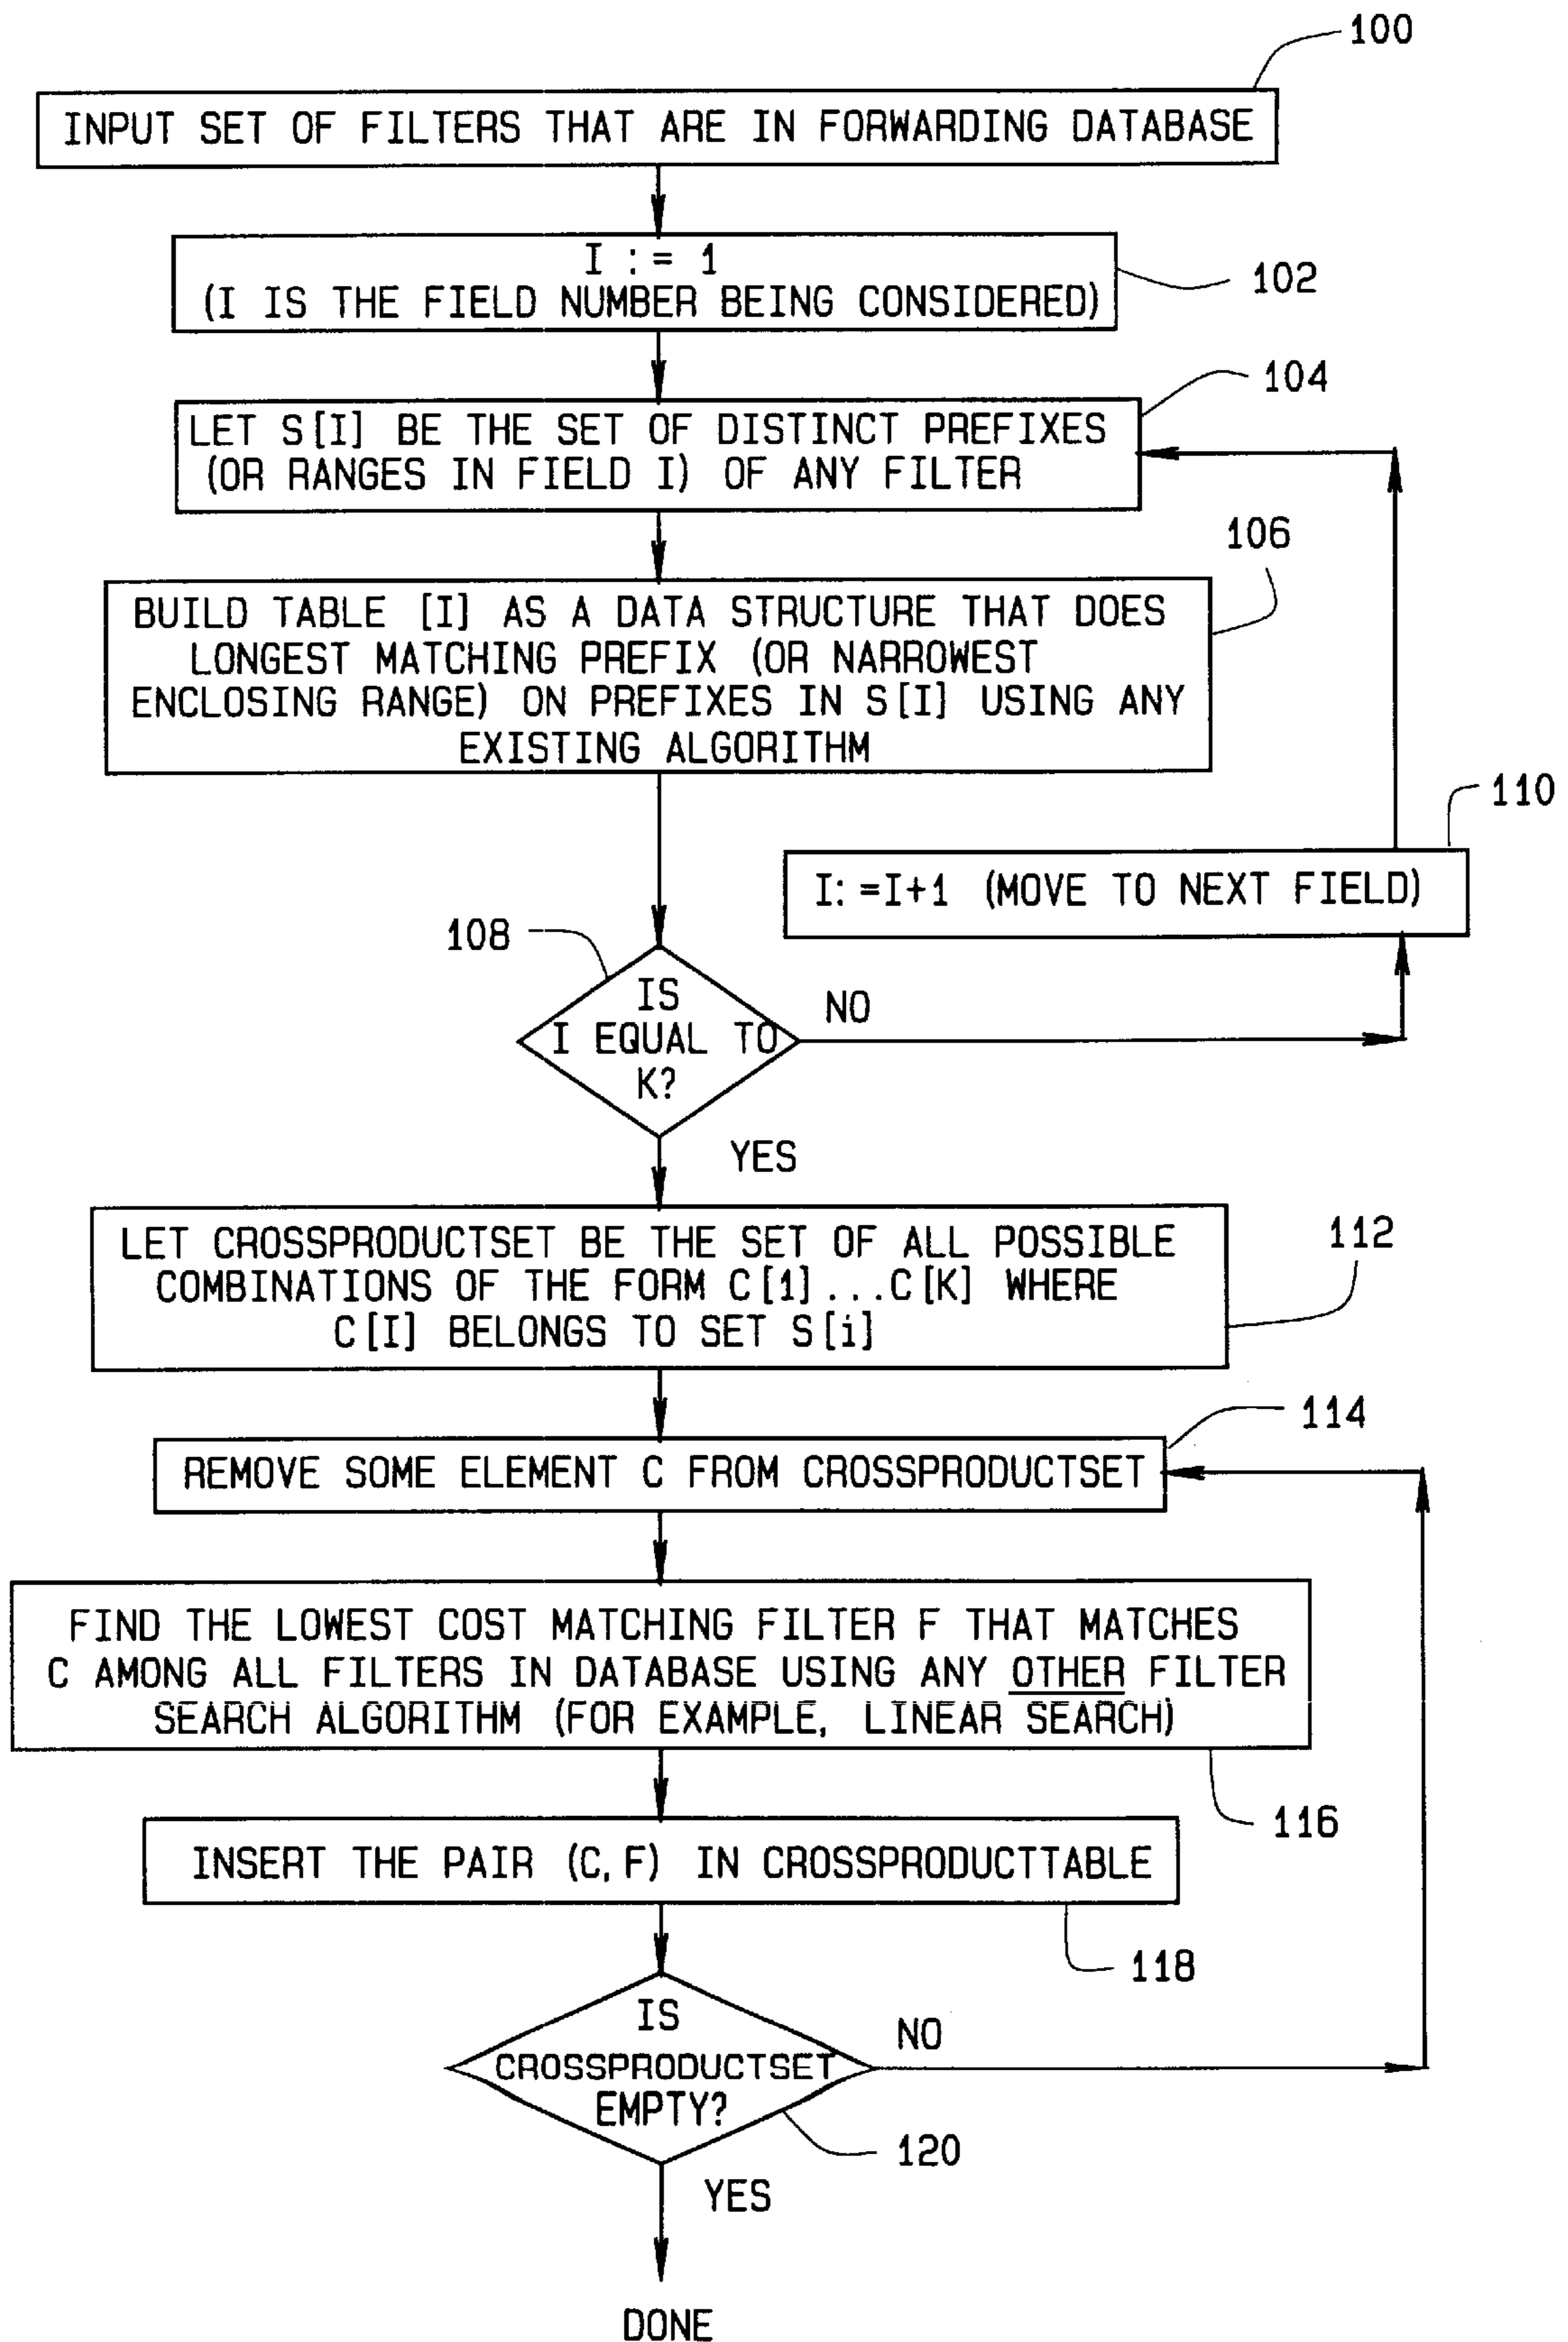 100
INPUT SET OF FILTERS THAT ARE IN FORWARDING DATABASE
I := 1
(I IS THE FIELD NUMBER BEING CONSIDERED)
102
104
LET S[I] BE THE SET OF DISTINCT PREFIXES
(OR RANGES IN FIELD I) OF ANY FILTER
106
BUILD TABLE [I] AS A DATA STRUCTURE THAT DOES
LONGEST MATCHING PREFIX (OR NARROWEST
ENCLOSING RANGE) ON PREFIXES IN S[I] USING ANY
EXISTING ALGORITHM
110
I:=I+1 (MOVE TO NEXT FIELD)
108
IS
I EQUAL TO
K?
NO
YES
LET CROSSPRODUCTSET BE THE SET OF ALL POSSIBLE
COMBINATIONS OF THE FORM C[1]...C[K] WHERE
C[I] BELONGS TO SET S[i]
112
114
REMOVE SOME ELEMENT C FROM CROSSPRODUCTSET
FIND THE LOWEST COST MATCHING FILTER F THAT MATCHES
C AMONG ALL FILTERS IN DATABASE USING ANY OTHER FILTER
SEARCH ALGORITHM (FOR EXAMPLE, LINEAR SEARCH)
116
INSERT THE PAIR (C,F) IN CROSSPRODUCTTABLE
118
IS
CROSSPRODUCTSET
EMPTY?
NO
120
YES
DONE